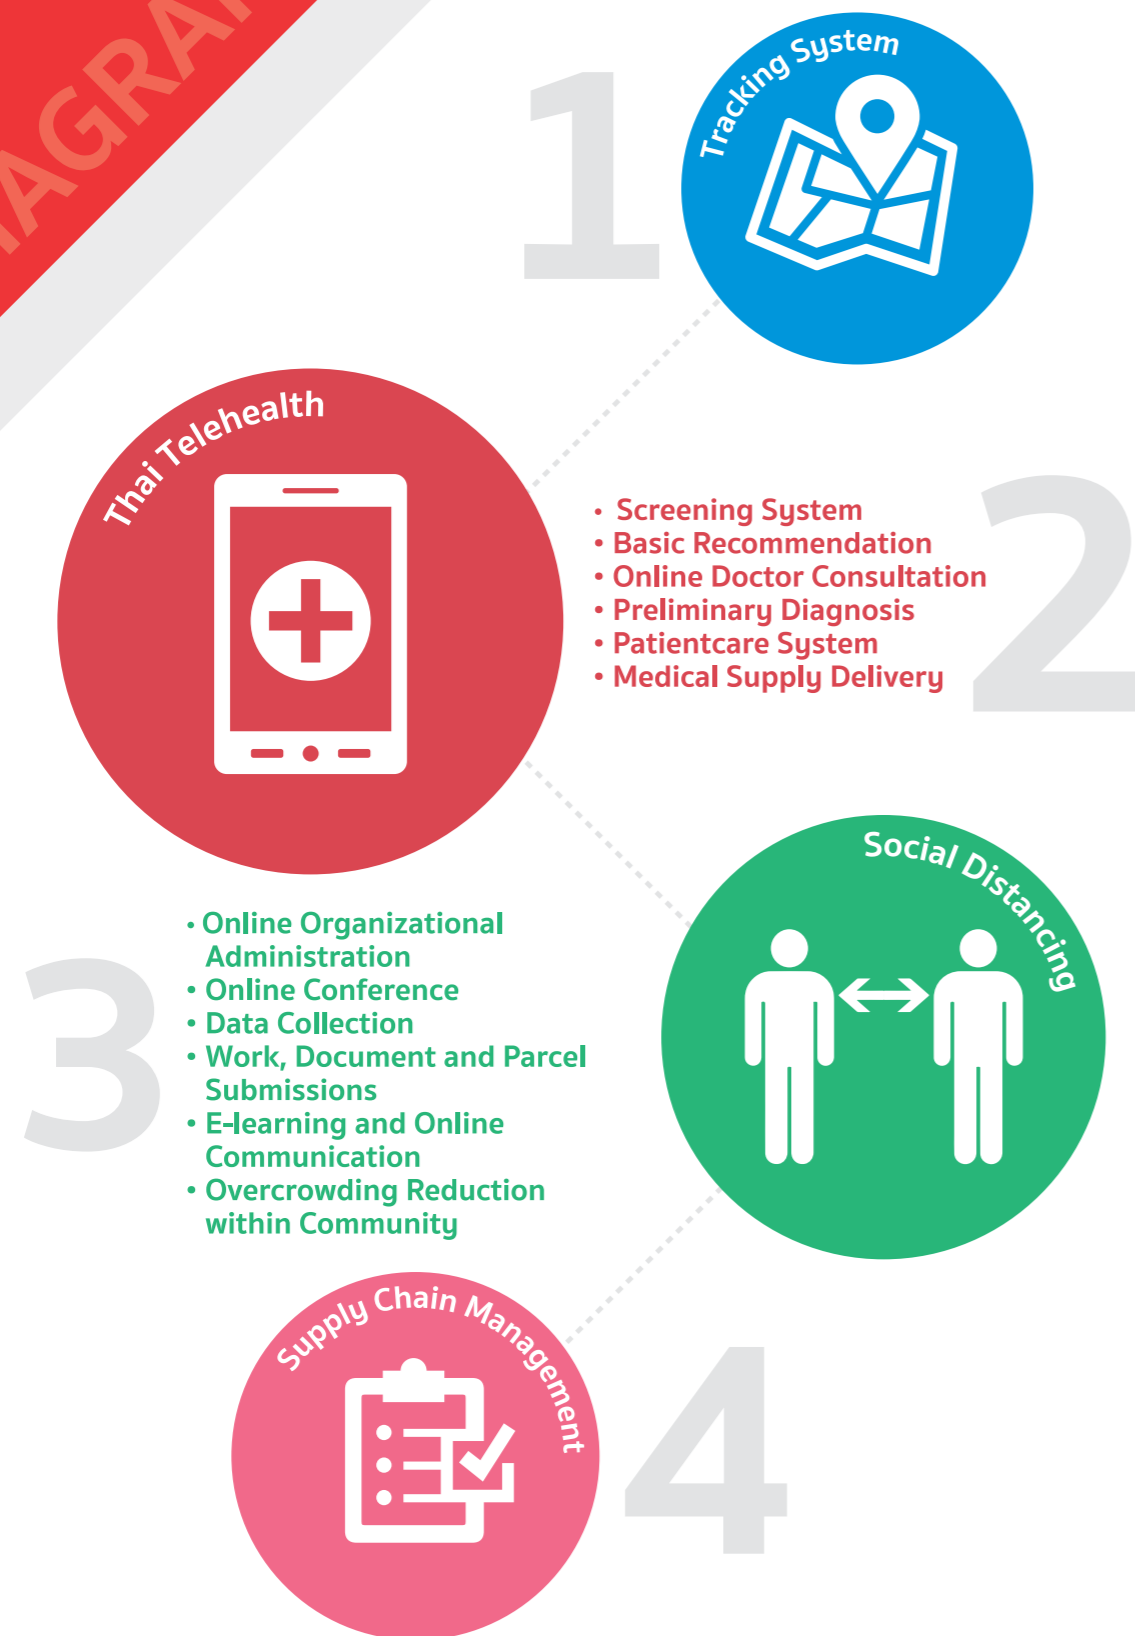 1
Tracking System
Thai Telehealth
2
• Screening System
• Basic Recommendation
• Online Doctor Consultation
• Preliminary Diagnosis
• Patientcare System
• Medical Supply Delivery
Social Distancing
3
• Online Organizational
Administration
• Online Conference
• Data Collection
• Work, Document and Parcel
Submissions
• E-learning and Online
Communication
• Overcrowding Reduction
within Community
Supply Chain Management
4